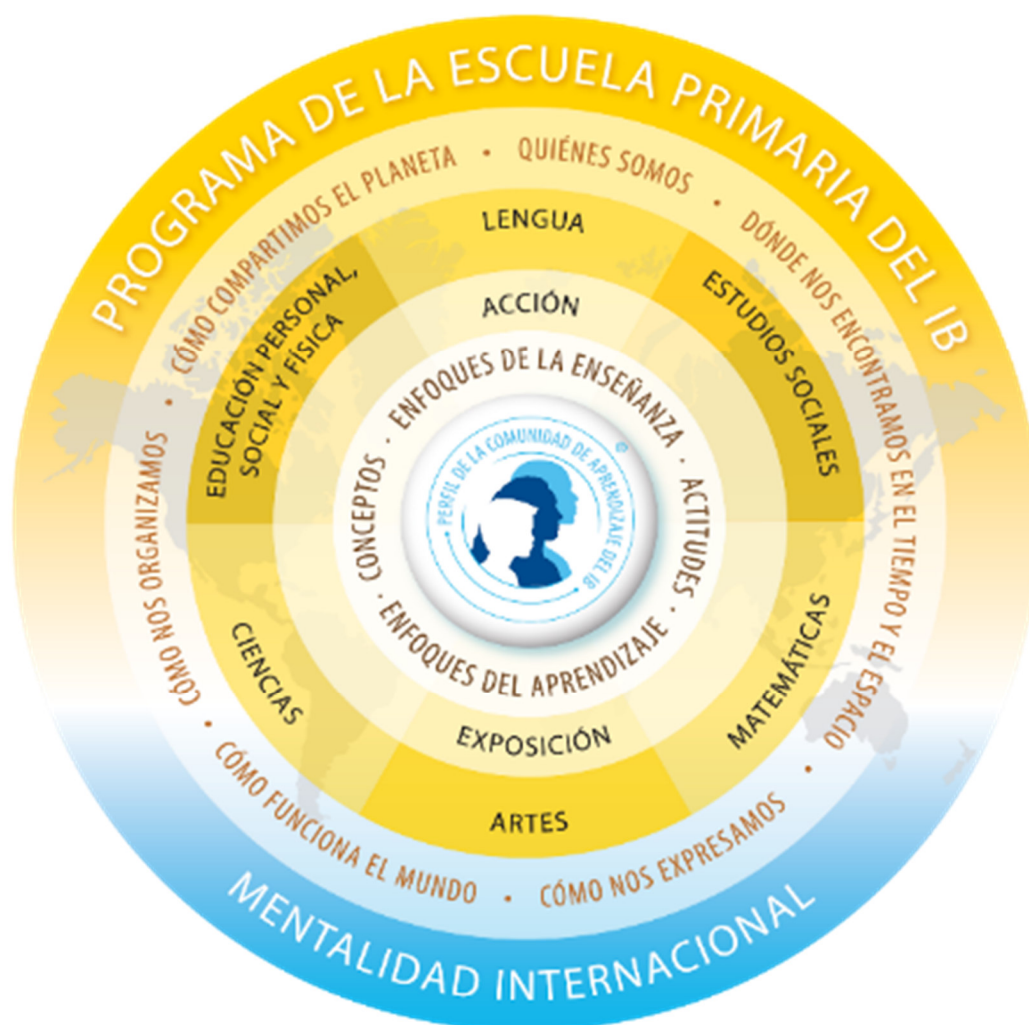 PROGRAMA DE LA ESCUELA PRIMARIA DEL IB
CÓMO COMPARTIMOS EL PLANETA • QUIÉNES SOMOS • DÓNDE NOS ENCONTRAMOS EN EL TIEMPO Y EL ESPACIO • CÓMO NOS EXPRESAMOS • CÓMO FUNCIONA EL MUNDO • CÓMO NOS ORGANIZAMOS •
LENGUA
ESTUDIOS SOCIALES
MATEMÁTICAS
ARTES
CIENCIAS
EDUCACIÓN PERSONAL,
SOCIAL Y FÍSICA
ACCIÓN
EXPOSICIÓN
ENFOQUES DE LA ENSEÑANZA · ACTITUDES · ENFOQUES DEL APRENDIZAJE · CONCEPTOS ·
PERFIL DE LA COMUNIDAD DE APRENDIZAJE DEL IB
®
MENTALIDAD INTERNACIONAL